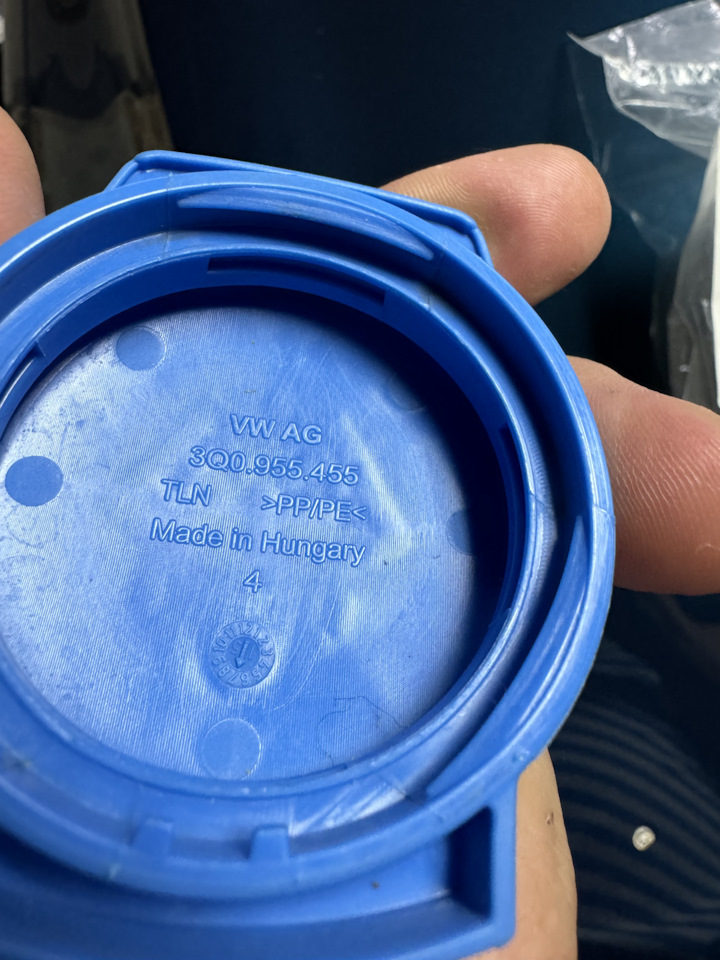 VW AG
3Q0.955.455
TLN >PP/PE<
Made in Hungary
4